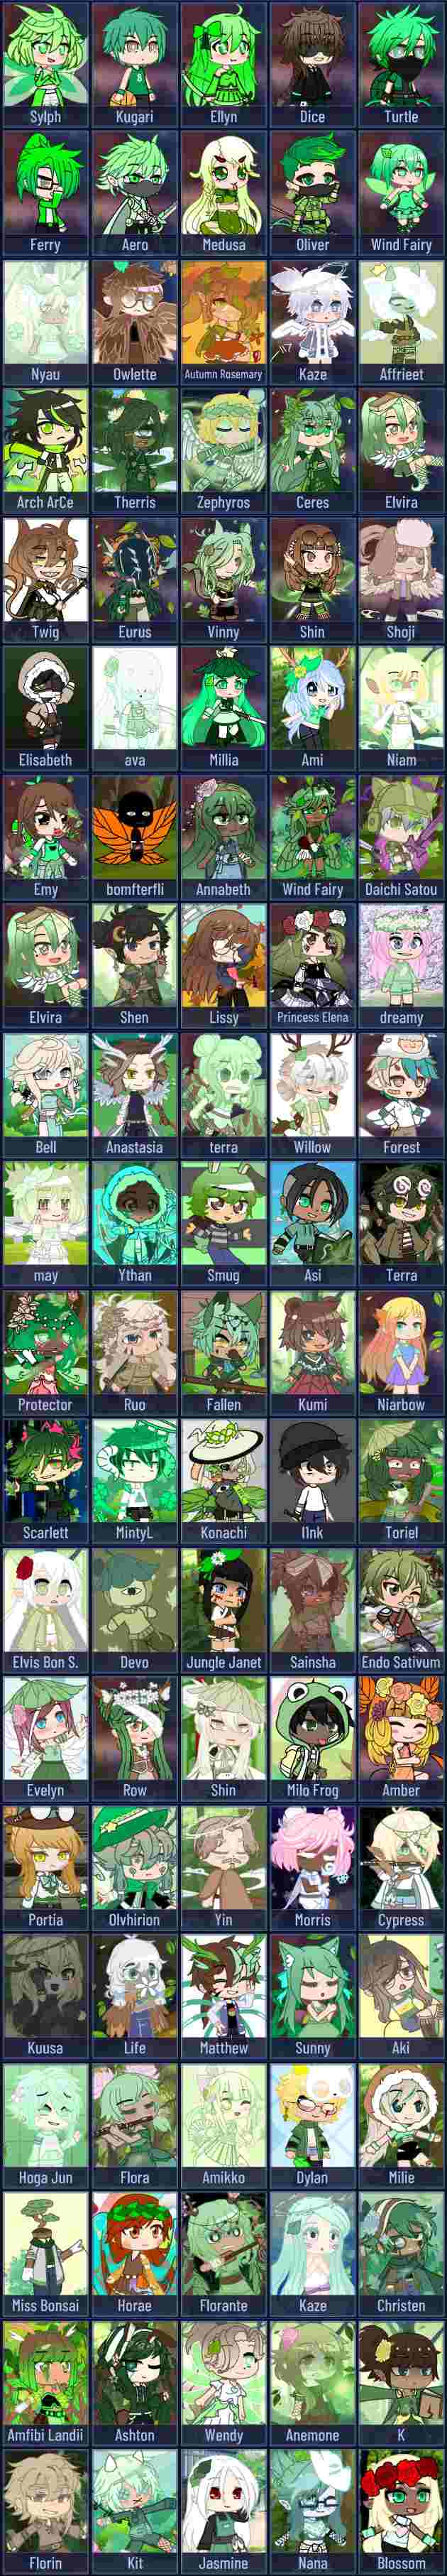 Sylph Kugari Ellyn Dice Turtle
Ferry Aero Medusa Oliver Wind Fairy
Nyau Owlette Autumn Rosemary Kaze Affrieet
Arch ArCe Therris Zephyros Ceres Elvira
Twig Eurus Vinny Shin Shoji
Elisabeth ava Millia Ami Niam
Emy bomfterfli Annabeth Wind Fairy Daichi Satou
Elvira Shen Lissy Princess Elena dreamy
Bell Anastasia terra Willow Forest
may Ythan Smug Asi Terra
Protector Ruo Fallen Kumi Niarbow
Scarlett MintyL Konachi I1nk Toriel
Elvis Bon S. Devo Jungle Janet Sainsha Endo Sativum
Evelyn Row Shin Milo Frog Amber
Portia Olvhirion Yin Morris Cypress
Kuusa Life Matthew Sunny Aki
Hoga Jun Flora Amikko Dylan Milie
Miss Bonsai Horae Florante Kaze Christen
Amfibi Landii Ashton Wendy Anemone K
Florin Kit Jasmine Nana Blossom